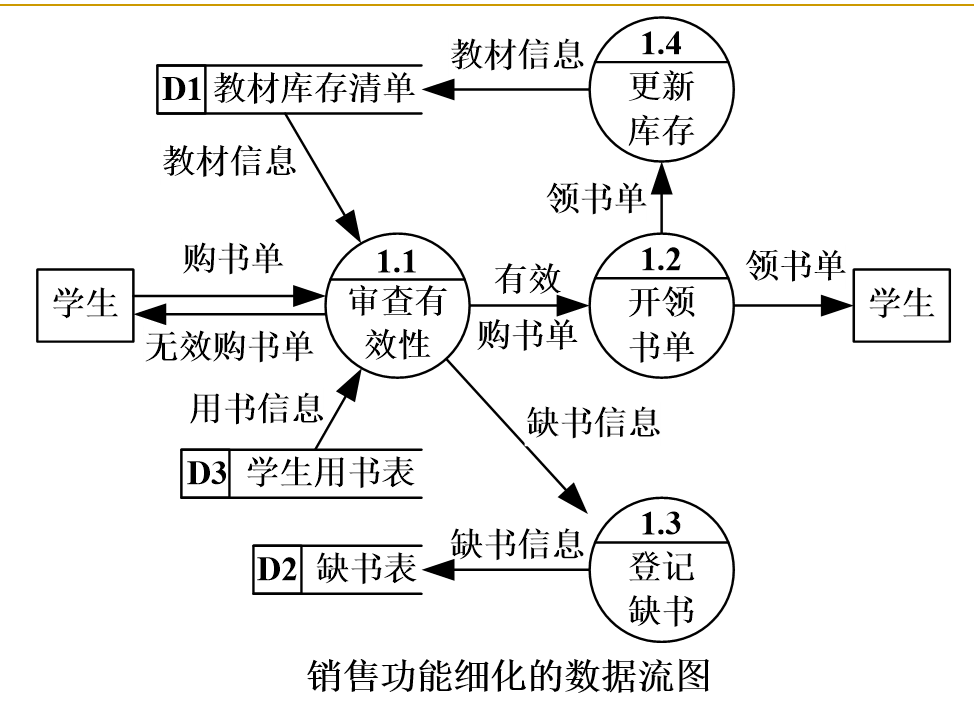 教材信息
1.4
更新
库存
D1 教材库存清单
教材信息
领书单
购书单
1.1
审查有
效性
有效
购书单
1.2
开领
书单
领书单
学生
学生
无效购书单
用书信息
缺书信息
D3 学生用书表
1.3
登记
缺书
缺书信息
D2 缺书表
销售功能细化的数据流图